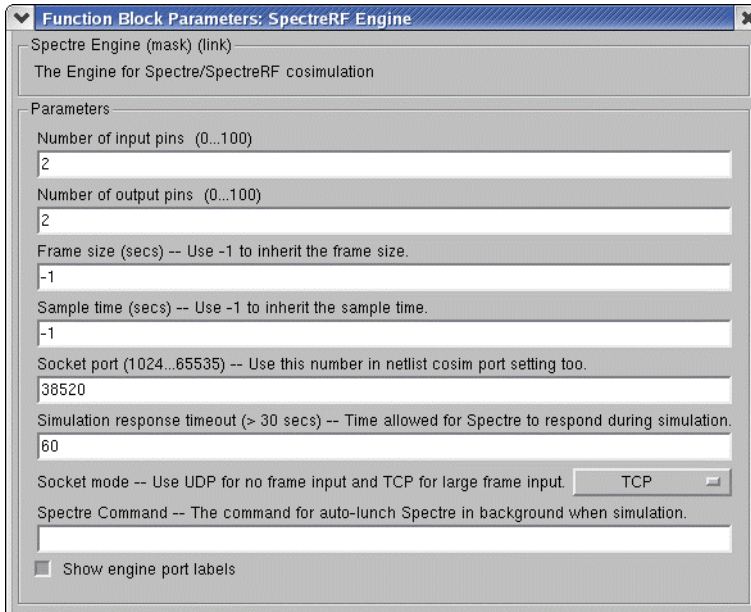 Function Block Parameters: SpectreRF Engine
Spectre Engine (mask) (link)
The Engine for Spectre/SpectreRF cosimulation
Parameters
Number of input pins (0...100)
2
Number of output pins (0...100)
2
Frame size (secs) -- Use -1 to inherit the frame size.
-1
Sample time (secs) -- Use -1 to inherit the sample time.
-1
Socket port (1024...65535) -- Use this number in netlist cosim port setting too.
38520
Simulation response timeout (> 30 secs) -- Time allowed for Spectre to respond during simulation.
60
Socket mode -- Use UDP for no frame input and TCP for large frame input. TCP
Spectre Command -- The command for auto-lunch Spectre in background when simulation.
Show engine port labels